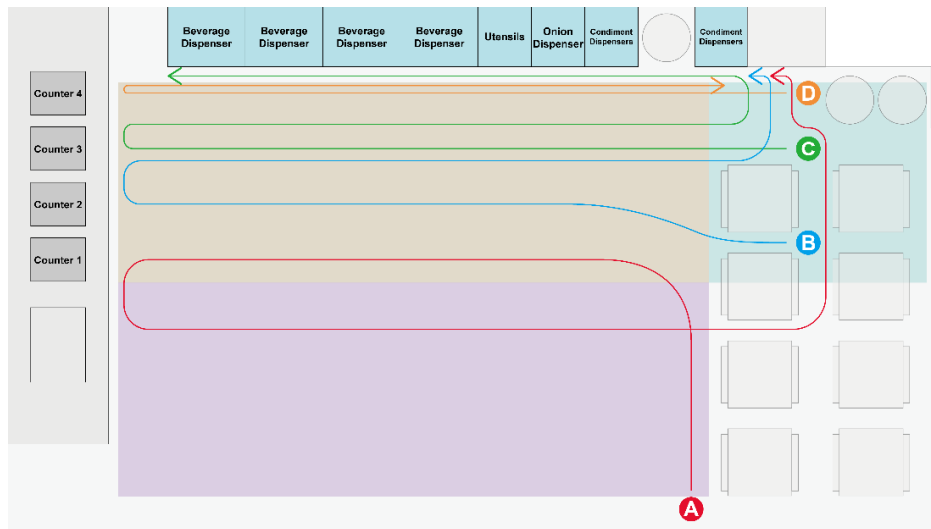 Beverage
Dispenser
Beverage
Dispenser
Beverage
Dispenser
Beverage
Dispenser
Utensils
Onion
Dispenser
Condiment
Dispensers
Condiment
Dispensers
Counter 4
D
Counter 3
C
Counter 2
B
Counter 1
A